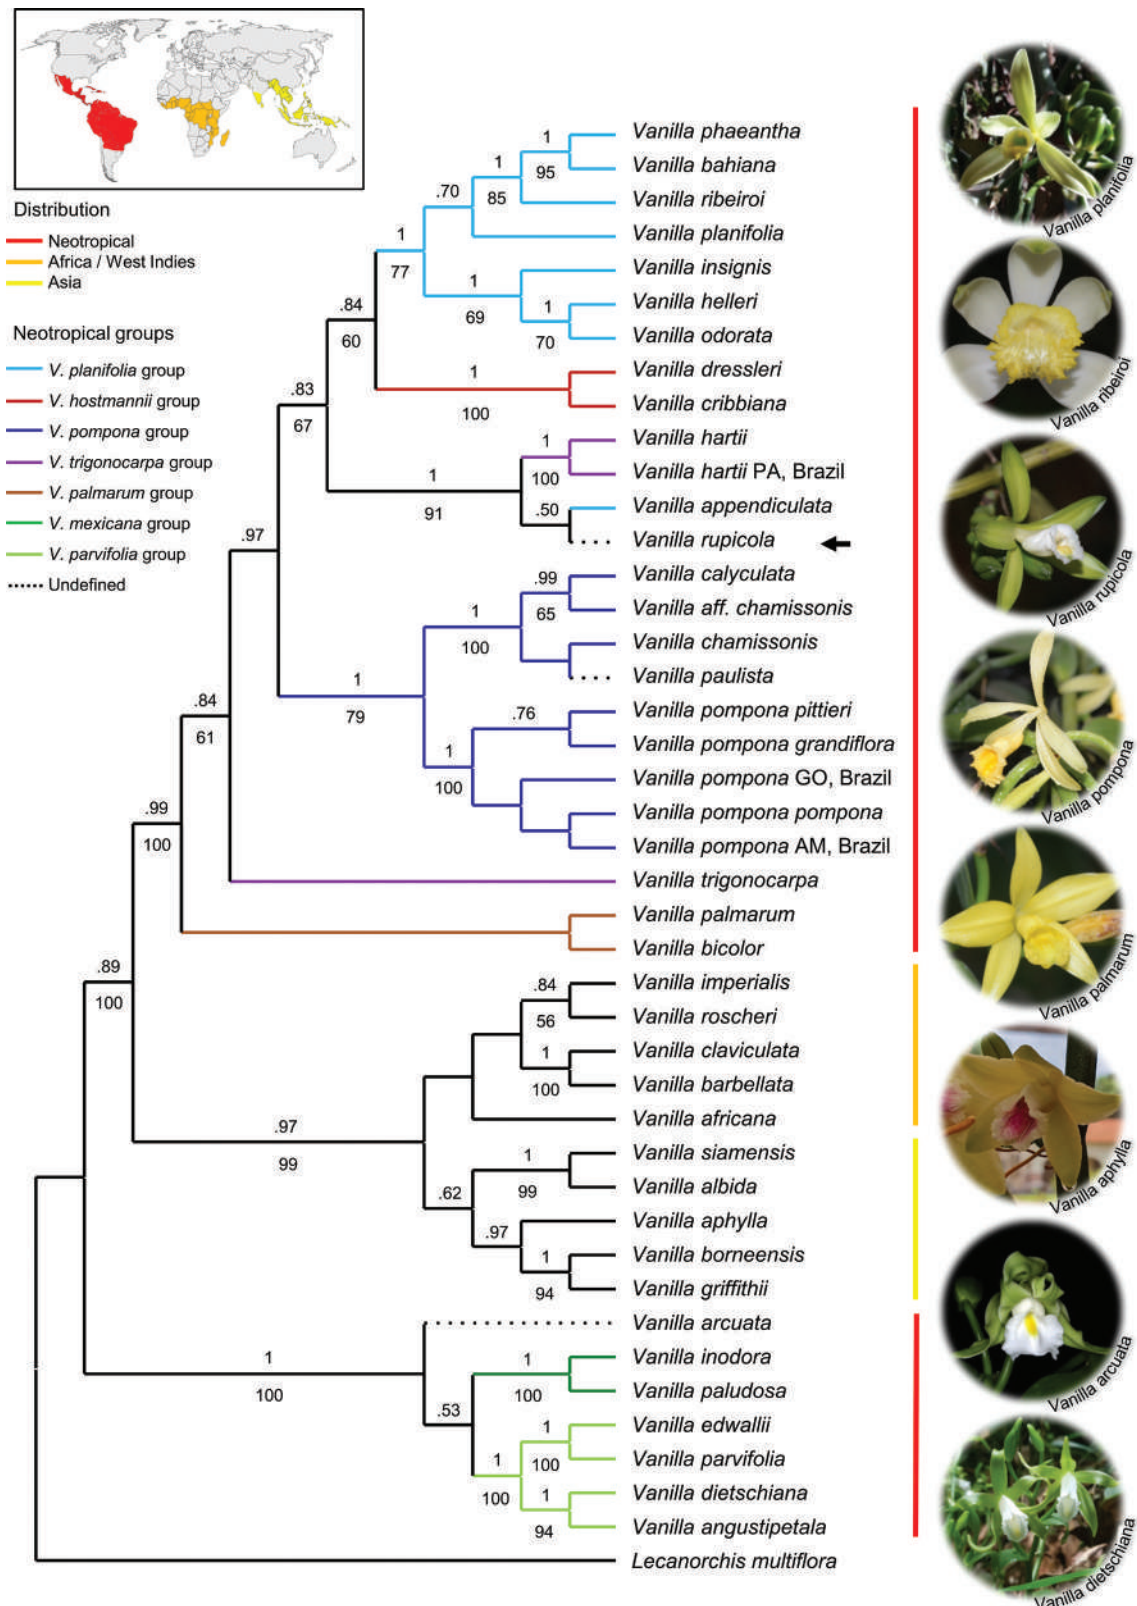 Distribution
Neotropical
Africa / West Indies
Asia
Neotropical groups
V. planifolia group
V. hostmannii group
V. pompona group
V. trigonocarpa group
V. palmarum group
V. mexicana group
V. parvifolia group
Undefined
1
Vanilla phaeantha
1
95
Vanilla bahiana
.70
85
Vanilla ribeiroi
1
Vanilla planifolia
77
1
Vanilla insignis
.84
69
1
Vanilla helleri
60
70
Vanilla odorata
.83
1
Vanilla dressleri
67
100
Vanilla cribbiana
1
Vanilla hartii
1
100
Vanilla hartii PA, Brazil
91
.50
Vanilla appendiculata
.97
Vanilla rupicola
.99
Vanilla calyculata
1
65
Vanilla aff. chamissonis
100
Vanilla chamissonis
1
Vanilla paulista
79
.84
.76
Vanilla pompona pittieri
61
1
Vanilla pompona grandiflora
100
Vanilla pompona GO, Brazil
.99
Vanilla pompona pompona
100
Vanilla pompona AM, Brazil
Vanilla trigonocarpa
Vanilla palmarum
Vanilla bicolor
.89
100
.84
Vanilla imperialis
56
Vanilla roscheri
1
Vanilla claviculata
100
Vanilla barbellata
.97
Vanilla africana
99
1
Vanilla siamensis
.62
99
Vanilla albida
.97
Vanilla aphylla
1
Vanilla borneensis
94
Vanilla griffithii
Vanilla arcuata
1
1
Vanilla inodora
100
100
Vanilla paludosa
.53
1
Vanilla edwallii
1
100
Vanilla parvifolia
100
1
Vanilla dietschiana
94
Vanilla angustipetala
Lecanorchis multiflora
Vanilla planifolia
Vanilla ribeiroi
Vanilla rupicola
Vanilla pompona
Vanilla palmarum
Vanilla aphylla
Vanilla arcuata
Vanilla dietschiana